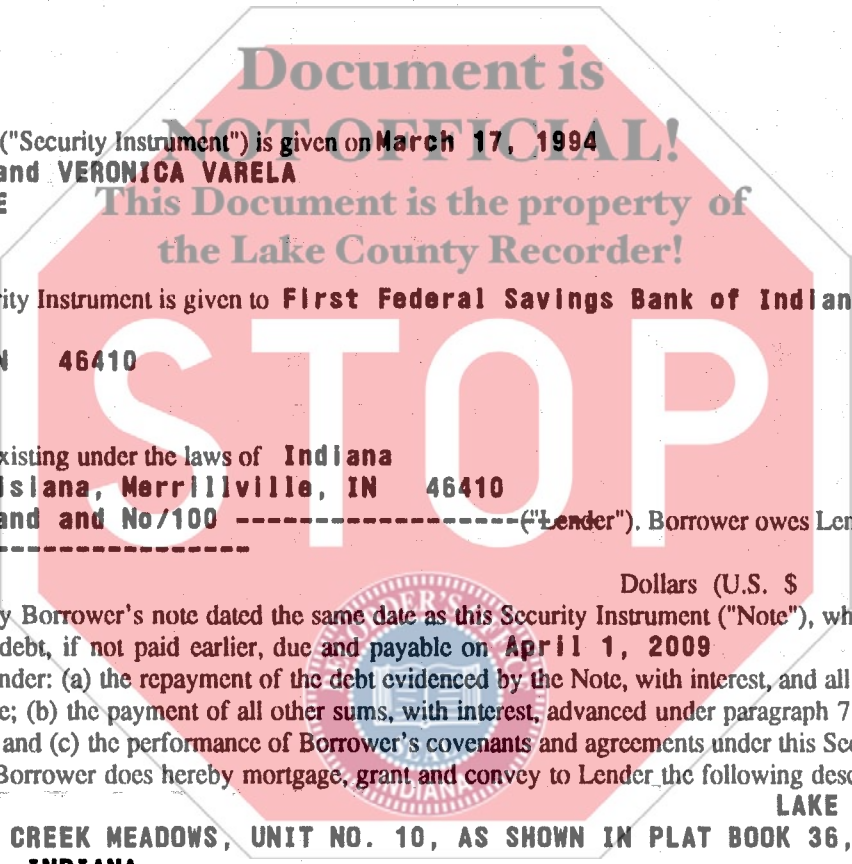 Document is
("Security Instrument") is given on March 17, 1994
NOT OFFICIAL!
and VERONICA VARELA
This Document is the property of
the Lake County Recorder!
rity Instrument is given to First Federal Savings Bank of Indian
46410
STOP
xisting under the laws of Indiana
isiana, Merrillville, IN 46410
and and No/100 --------------------("Lender"). Borrower owes Len
------------------
Dollars (U.S. $
y Borrower's note dated the same date as this Security Instrument ("Note"), wh
debt, if not paid earlier, due and payable on April 1, 2009
nder: (a) the repayment of the debt evidenced by the Note, with interest, and all
e; (b) the payment of all other sums, with interest, advanced under paragraph 7
and (c) the performance of Borrower's covenants and agreements under this Sec
Borrower does hereby mortgage, grant and convey to Lender the following desc
LAKE
CREEK MEADOWS, UNIT NO. 10, AS SHOWN IN PLAT BOOK 36,
INDIANA
INDIANA